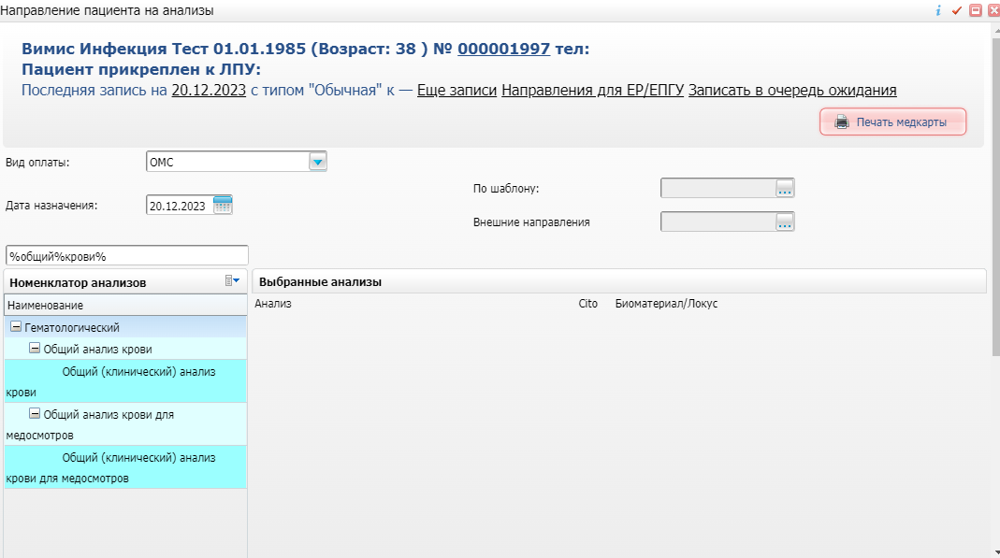 Направление пациента на анализы
Вимис Инфекция Тест 01.01.1985 (Возраст: 38 ) № 000001997 тел:
Пациент прикреплен к ЛПУ:
Последняя запись на 20.12.2023 с типом "Обычная" к — Еще записи Направления для ЕР/ЕПГУ Записать в очередь ожидания
Печать медкарты
Вид оплаты:
ОМС
По шаблону:
...
Дата назначения:
20.12.2023
Внешние направления
...
%общий%крови%
Номенклатор анализов
Выбранные анализы
Наименование
Анализ Cito Биоматериал/Локус
Гематологический
Общий анализ крови
Общий (клинический) анализ
крови
Общий анализ крови для
медосмотров
Общий (клинический) анализ
крови для медосмотров